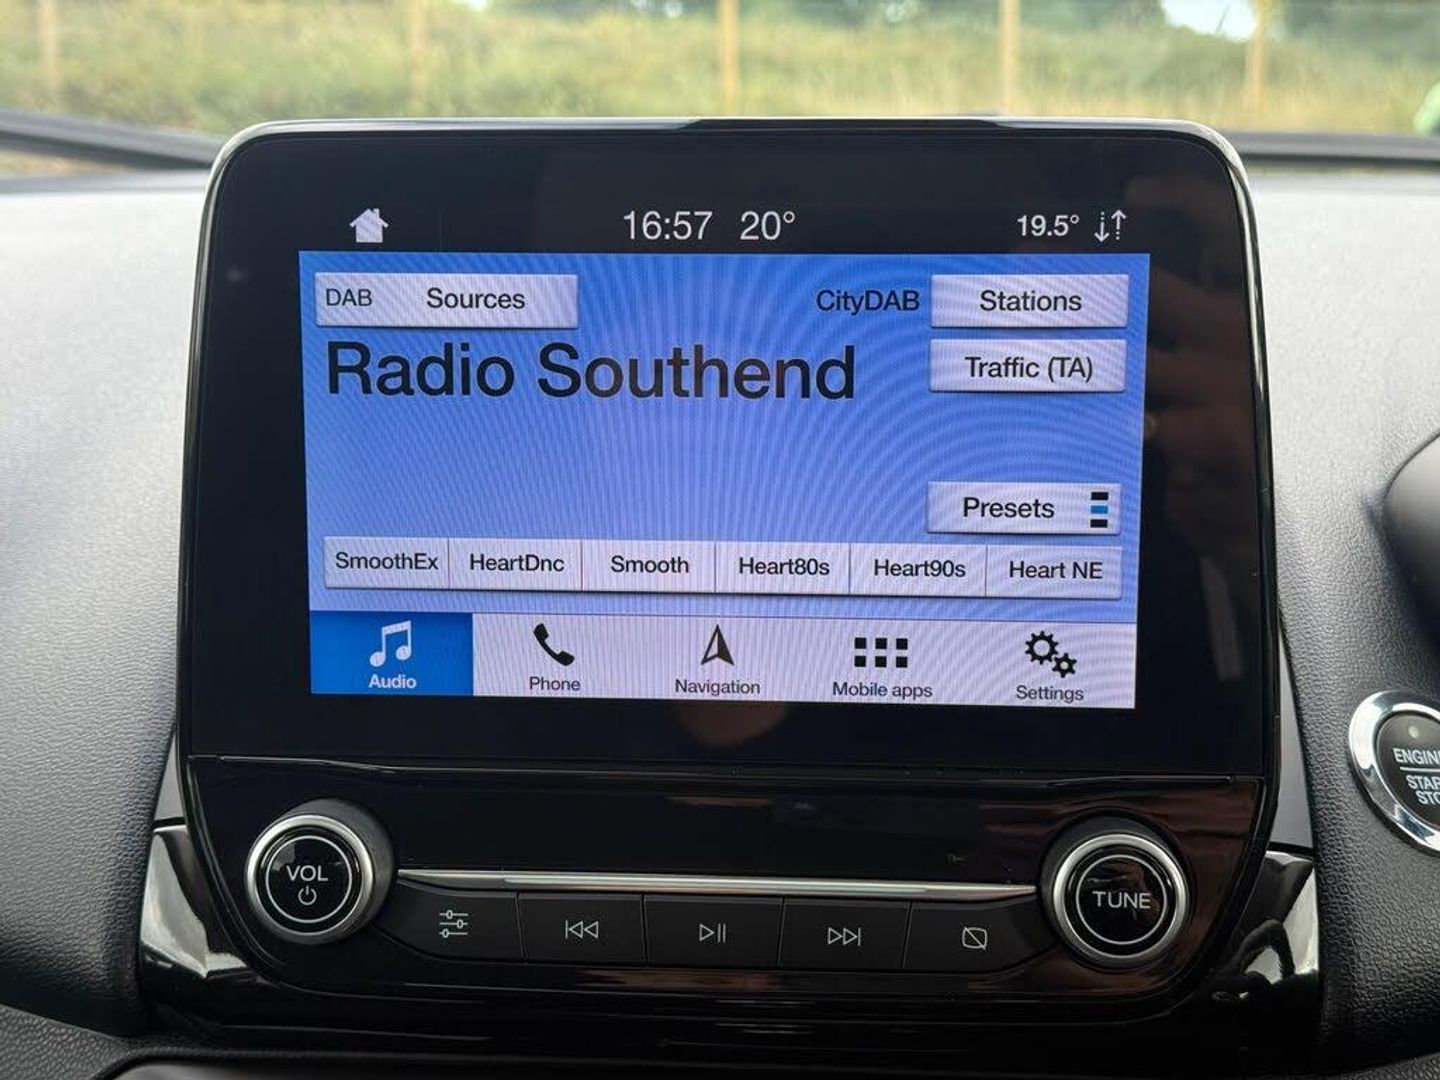 16:57 20° 19.5°
DAB Sources CityDAB Stations
Radio Southend
Traffic (TA)
Presets
SmoothEx HeartDnc Smooth Heart80s Heart90s Heart NE
Audio Phone Navigation Mobile apps Settings
VOL
TUNE